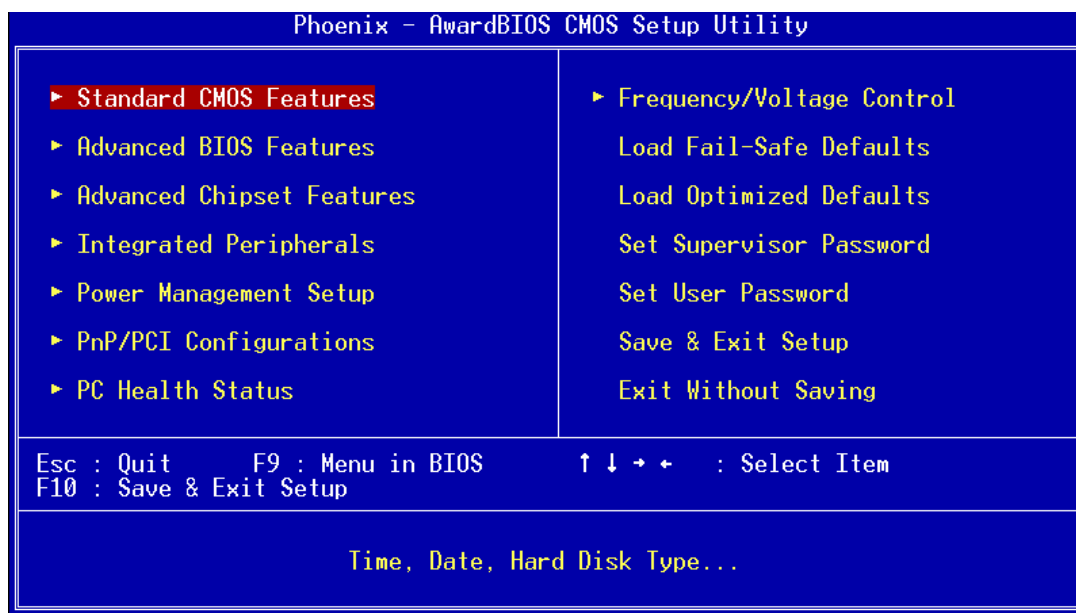 Phoenix - AwardBIOS CMOS Setup Utility
► Standard CMOS Features
► Advanced BIOS Features
► Advanced Chipset Features
► Integrated Peripherals
► Power Management Setup
► PnP/PCI Configurations
► PC Health Status
► Frequency/Voltage Control
Load Fail-Safe Defaults
Load Optimized Defaults
Set Supervisor Password
Set User Password
Save & Exit Setup
Exit Without Saving
Esc : Quit F9 : Menu in BIOS ↑ ↓ → ← : Select Item
F10 : Save & Exit Setup
Time, Date, Hard Disk Type...